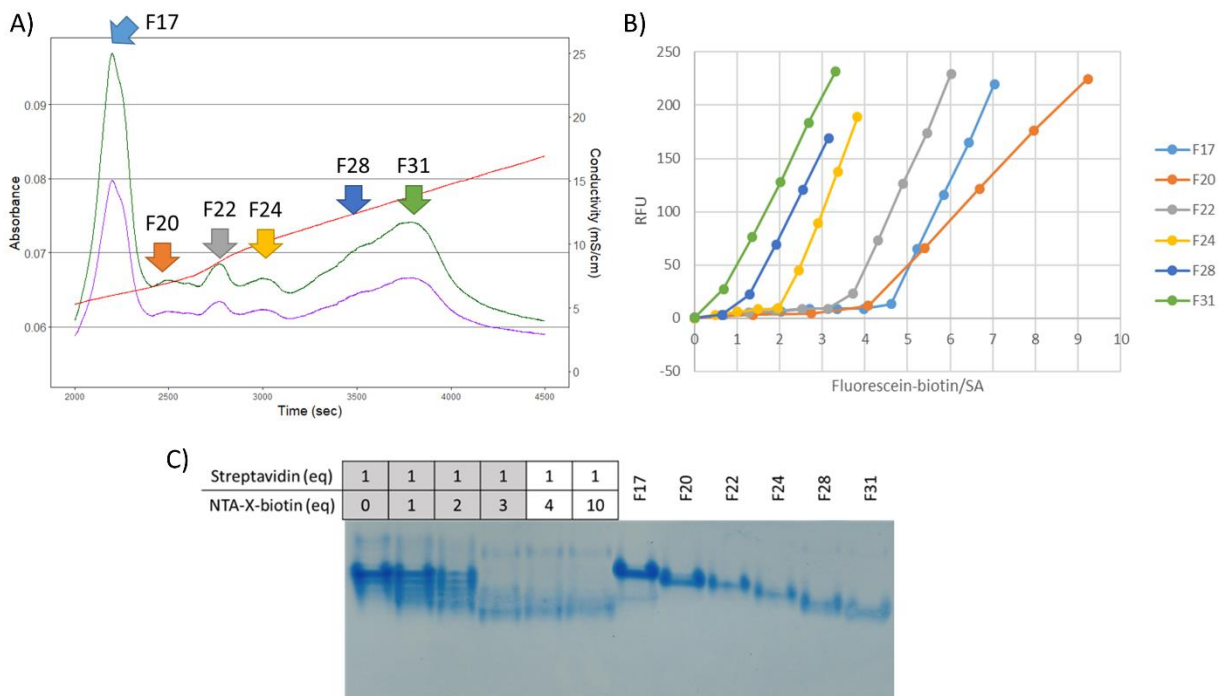 A)
F17
F20
F22
F24
F28
F31
0.09
0.08
0.07
0.06
Absorbance
25
20
15
10
5
0
Conductivity (mS/cm)
2000 2500 3000 3500 4000 4500
Time (sec)
B)
250
200
150
100
50
0
-50
RFU
0 1 2 3 4 5 6 7 8 9 10
Fluorescein-biotin/SA
F17
F20
F22
F24
F28
F31
C)
Streptavidin (eq) 1 1 1 1 1 1
NTA-X-biotin (eq) 0 1 2 3 4 10
F17 F20 F22 F24 F28 F31